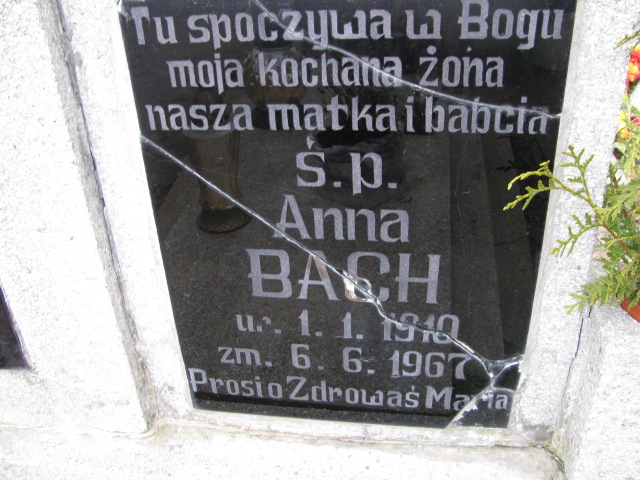 Tu spoczywa w Bogu
moja kochana żona
nasza matka i babcia
ś.p.
Anna
BACH
ur. 1. 1. 1910
zm. 6. 6. 1967
Prosi o Zdrowaś Maria